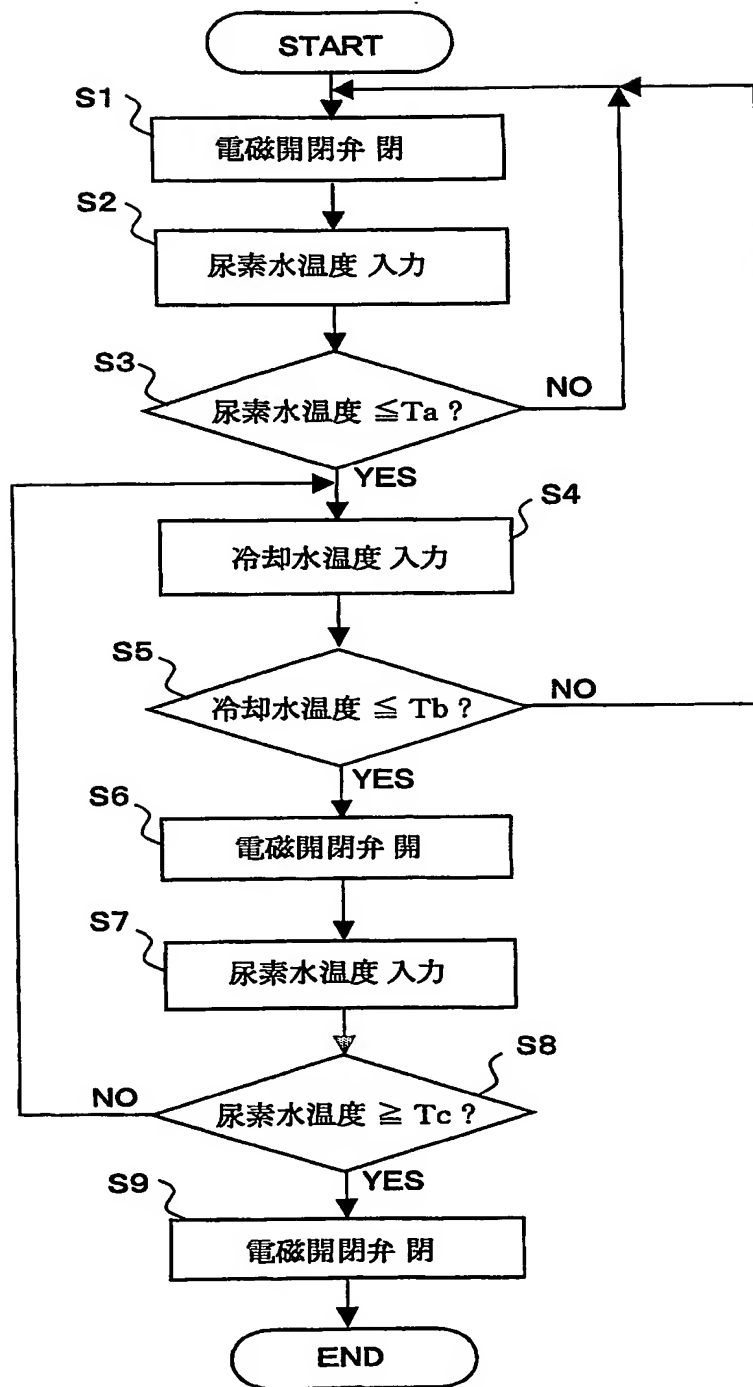 START
S1
電磁開閉弁 閉
S2
尿素水温度 入力
S3
尿素水温度 ≦Ta ?
NO
YES
S4
冷却水温度 入力
S5
冷却水温度 ≦ Tb ?
NO
YES
S6
電磁開閉弁 開
S7
尿素水温度 入力
S8
尿素水温度 ≧ Tc ?
NO
YES
S9
電磁開閉弁 閉
END